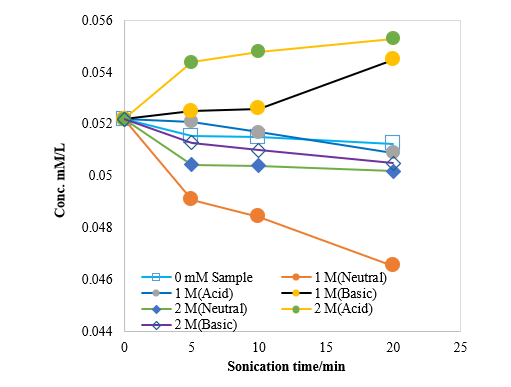 0.056
0.054
0.052
0.05
0.048
0.046
0.044
Conc. mM/L
0 mM Sample
1 M(Neutral)
1 M(Acid)
1 M(Basic)
2 M(Neutral)
2 M(Acid)
2 M(Basic)
0 5 10 15 20 25
Sonication time/min